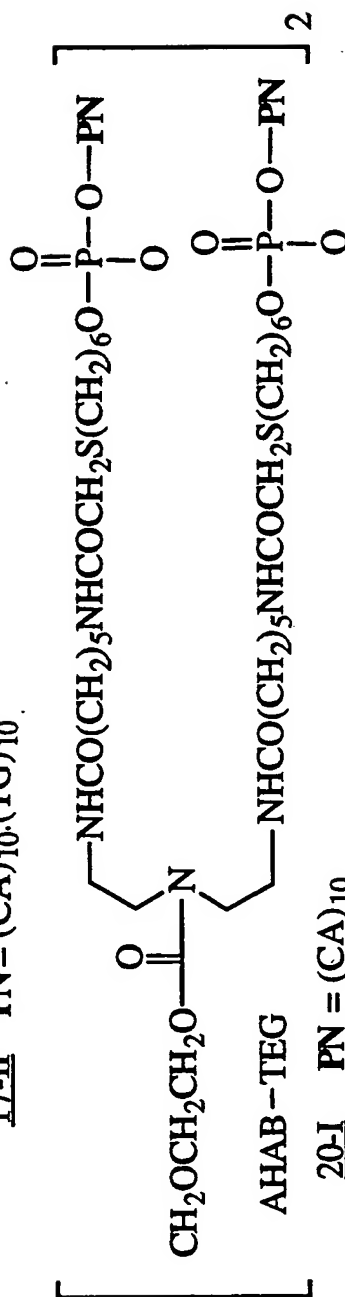 17-II PN=(CA)10·(TG)10
O
NHCO(CH2)5NHCOCH2S(CH2)6O–P–O–PN
O
2
O
CH2OCH2CH2O N
O
NHCO(CH2)5NHCOCH2S(CH2)6O–P–O–PN
O
AHAB–TEG
20-I PN = (CA)10